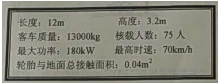 长度：12m 高度：3.2m
客车质量：13000kg 核载人数：75人
最大功率：180kW 最高时速：70km/h
轮胎与地面总接触面积：0.04m²